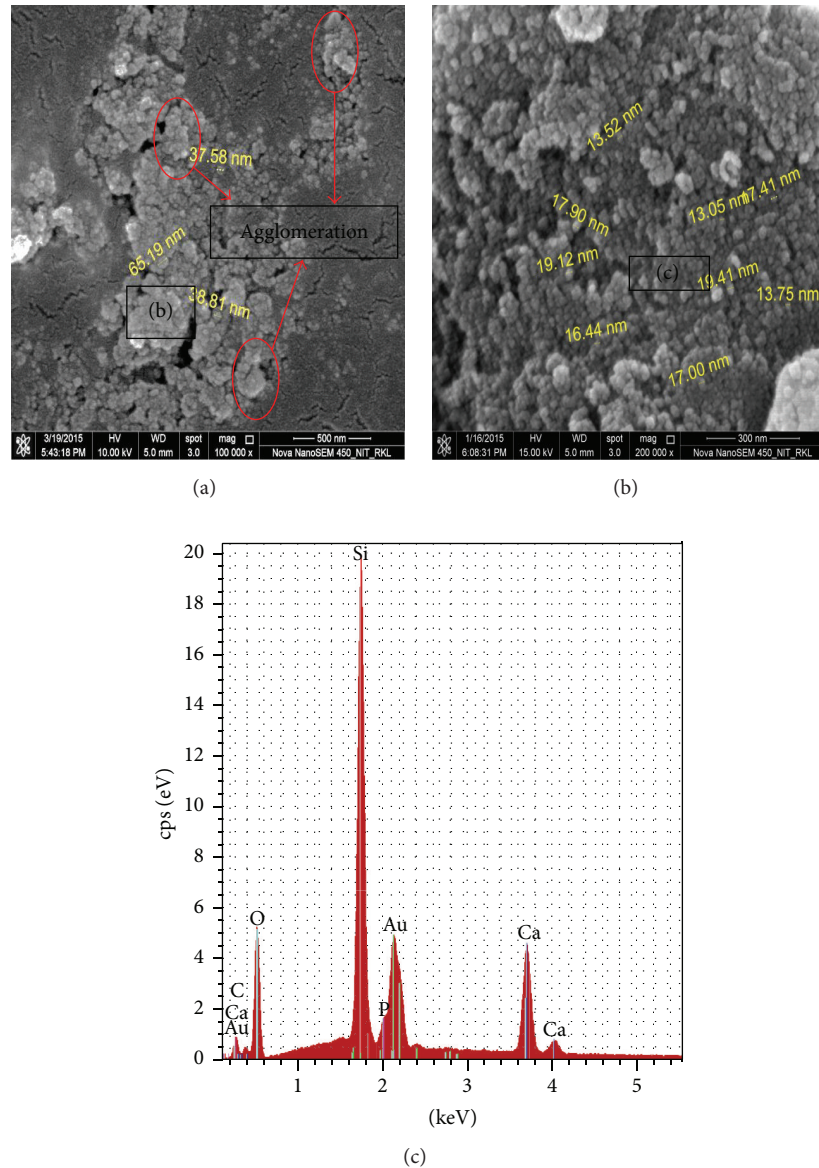 37.58 nm
Agglomeration
65.19 nm
38.81 nm
(b)
3/19/2015 HV WD spot mag □ 500 nm
5:43:18 PM 10.00 kV 5.0 mm 3.0 100 000 x Nova NanoSEM 450_NIT_RKL
(a)
13.52 nm
17.41 nm
13.05 nm
17.90 nm
19.12 nm
(c)
19.41 nm
13.75 nm
16.44 nm
17.00 nm
1/16/2015 HV WD spot mag □ 300 nm
6:08:31 PM 15.00 kV 5.0 mm 3.0 200 000 x Nova NanoSEM 450_NIT_RKL
(b)
20
18
16
14
12
10
8
6
4
2
0
cps (eV)
Si
O
Au
Ca
C
Ca
Au
P
Ca
1 2 3 4 5
(keV)
(c)